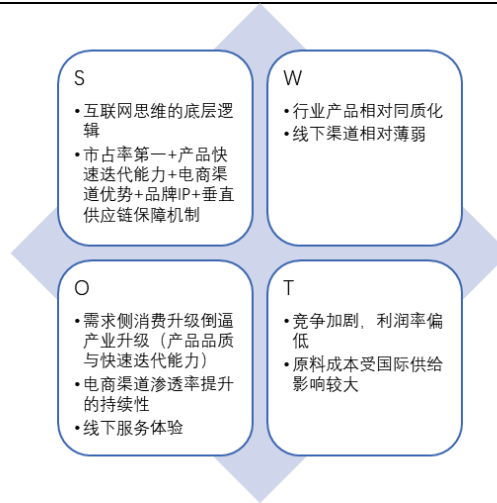 S
•互联网思维的底层逻
辑
•市占率第一+产品快
速迭代能力+电商渠
道优势+品牌IP+垂直
供应链保障机制
W
•行业产品相对同质化
•线下渠道相对薄弱
O
•需求侧消费升级倒逼
产业升级（产品品质
与快速迭代能力）
•电商渠道渗透率提升
的持续性
•线下服务体验
T
•竞争加剧，利润率偏
低
•原料成本受国际供给
影响较大